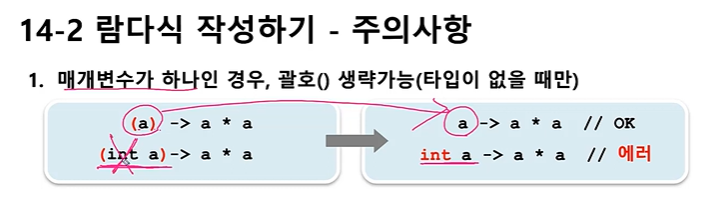 14-2 람다식 작성하기 - 주의사항
1. 매개변수가 하나인 경우, 괄호() 생략가능(타입이 없을 때만)
(a) -> a * a
(int a)-> a * a
a -> a * a // OK
int a -> a * a // 에러